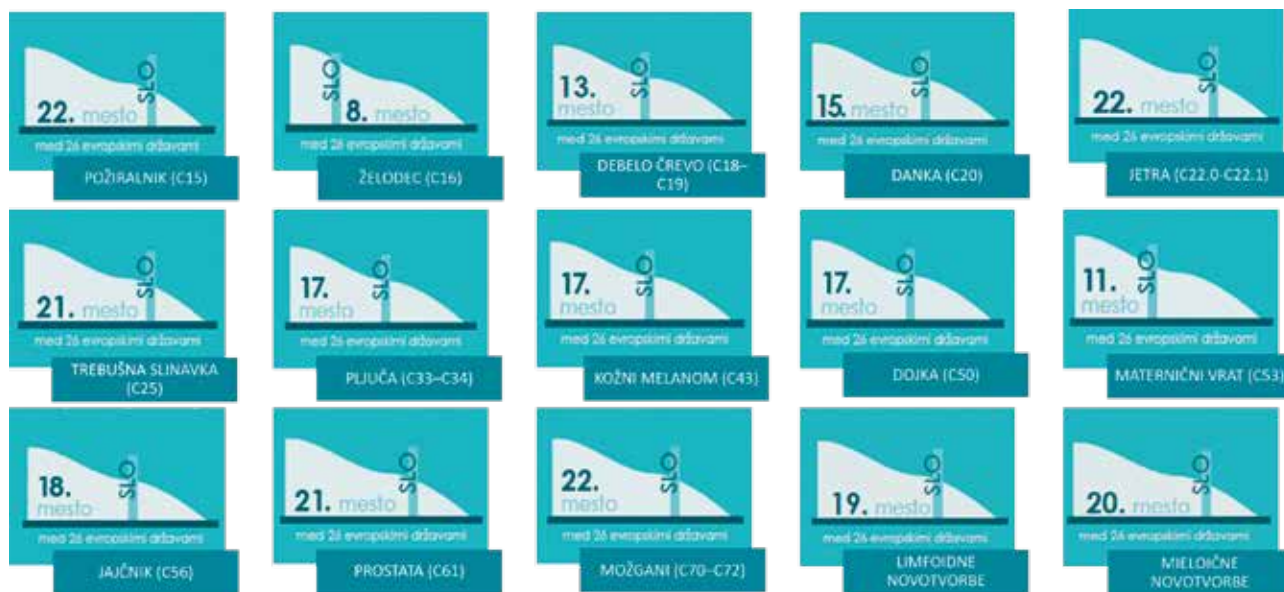 SLO
22. mesto
med 26 evropskimi državami
POŽIRALNIK (C15)
SLO
8. mesto
med 26 evropskimi državami
ŽELODEC (C16)
SLO
13.
mesto
med 26 evropskimi državami
DEBELO ČREVO (C18–
C19)
SLO
15. mesto
med 26 evropskimi državami
DANKA (C20)
SLO
22. mesto
med 26 evropskimi državami
JETRA (C22.0-C22.1)
SLO
21. mesto
med 26 evropskimi državami
TREBUŠNA SLINAVKA
(C25)
SLO
17.
mesto
med 26 evropskimi državami
PLJUČA (C33–C34)
SLO
17.
mesto
med 26 evropskimi državami
KOŽNI MELANOM (C43)
SLO
17.
mesto
med 26 evropskimi državami
DOJKA (C50)
SLO
11.
mesto
med 26 evropskimi državami
MATERNIČNI VRAT (C53)
SLO
18.
mesto
med 26 evropskimi državami
JAJČNIK (C56)
SLO
21. mesto
med 26 evropskimi državami
PROSTATA (C61)
SLO
22.
mesto
med 26 evropskimi državami
MOŽGANI (C70–C72)
SLO
19. mesto
med 26 evropskimi državami
LIMFOIDNE
NOVOTVORBE
SLO
20. mesto
med 26 evropskimi državami
MIELOIČNE
NOVOTVORBE